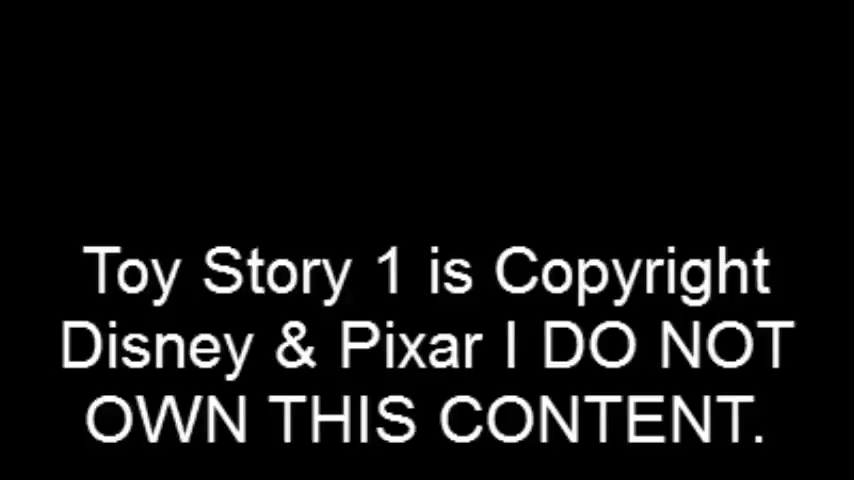 Toy Story 1 is Copyright
Disney & Pixar I DO NOT
OWN THIS CONTENT.